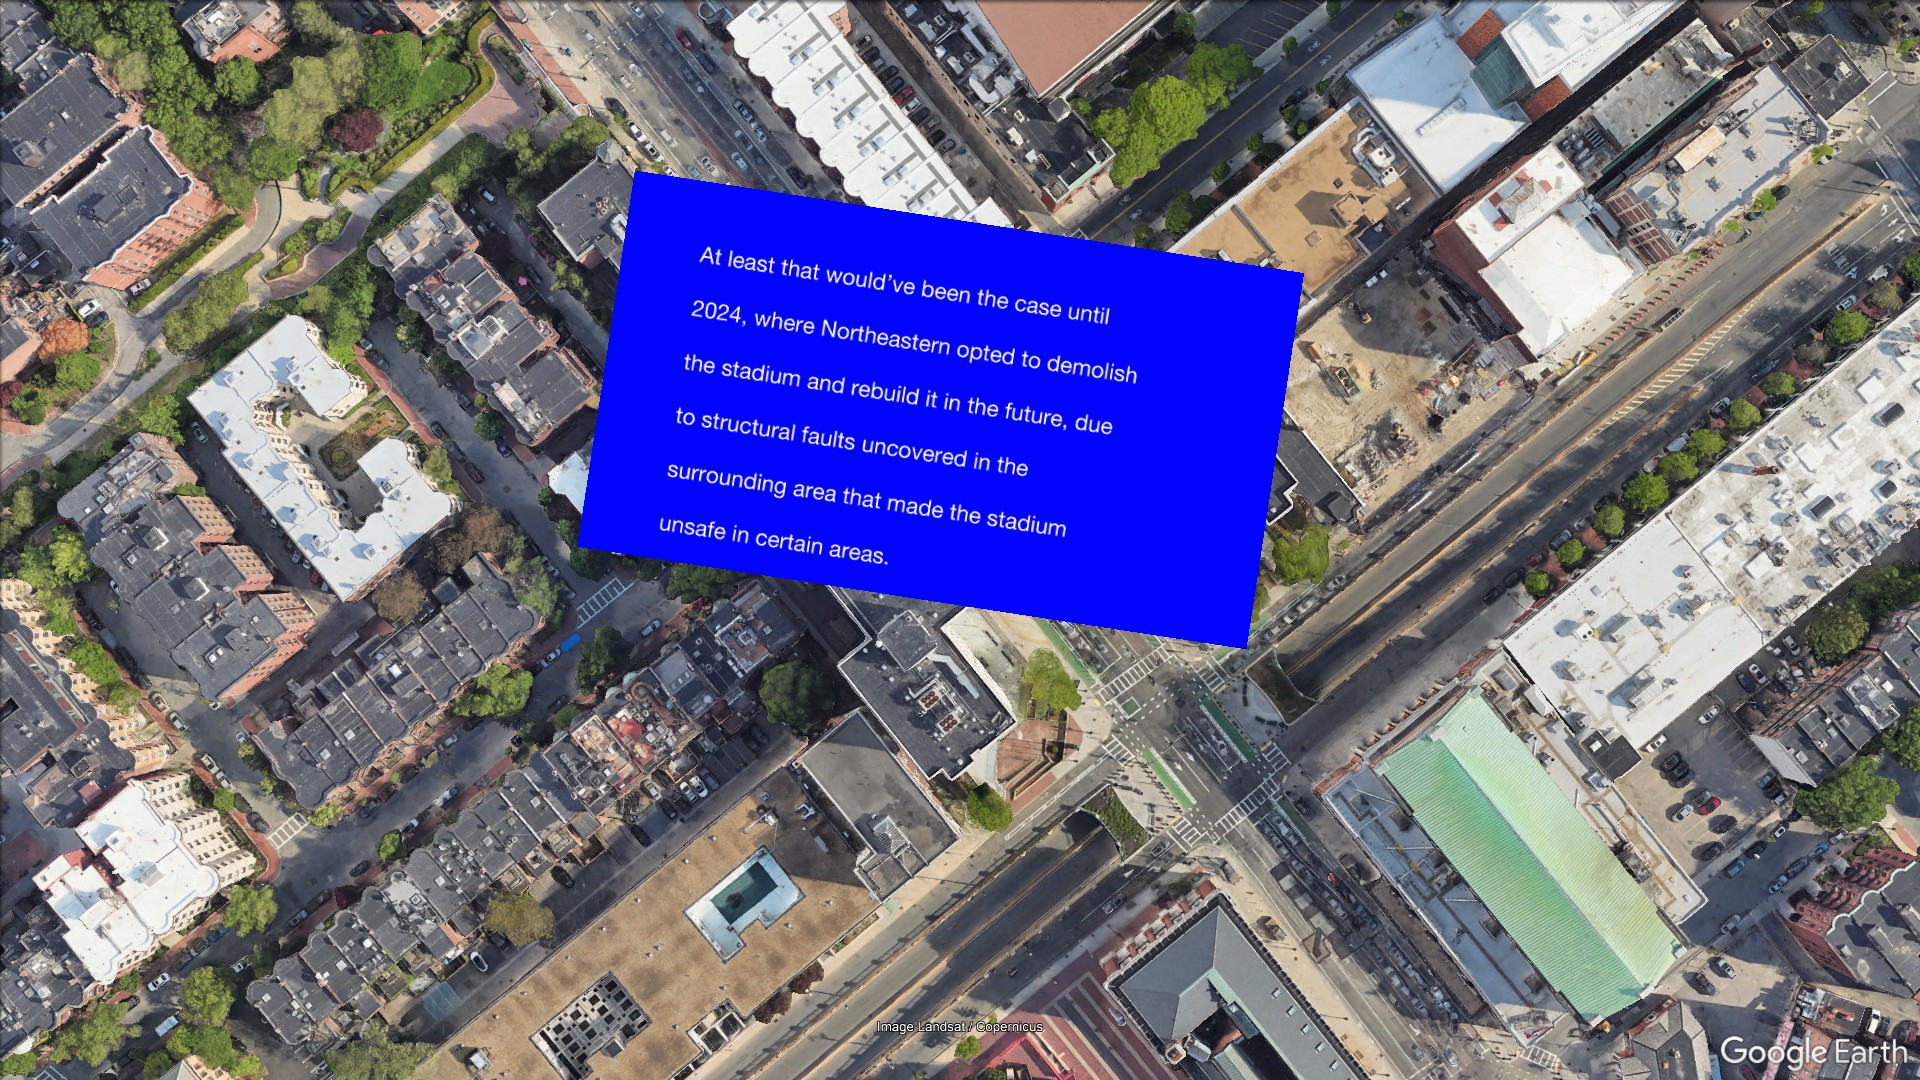 At least that would’ve been the case until
2024, where Northeastern opted to demolish
the stadium and rebuild it in the future, due
to structural faults uncovered in the
surrounding area that made the stadium
unsafe in certain areas.
Image Landsat / Copernicus
Google Earth